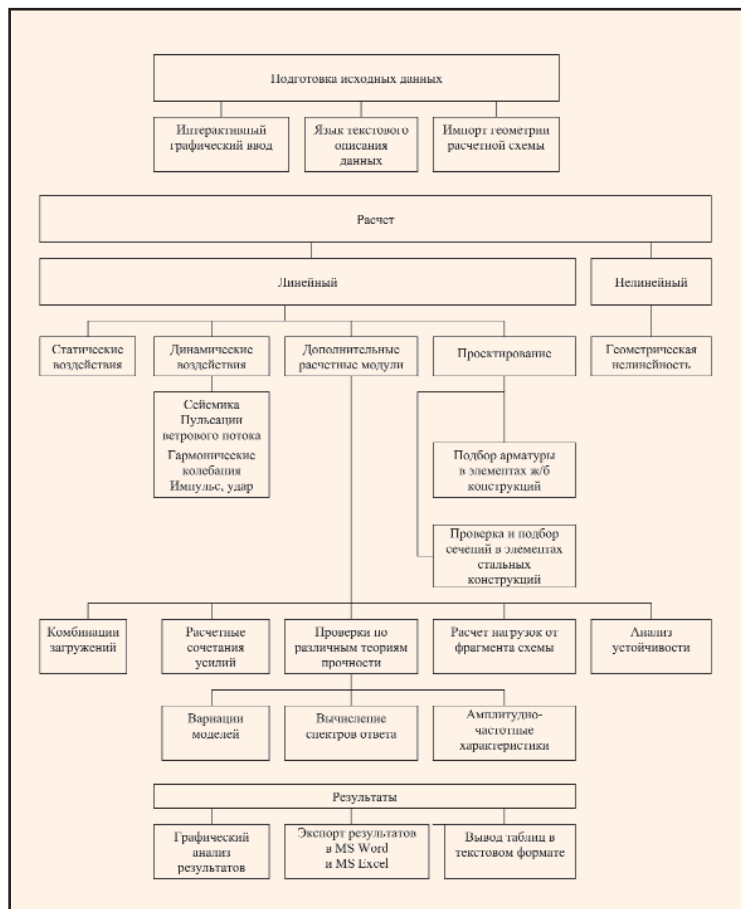 Подготовка исходных данных
Интерактивный
графический ввод
Язык текстового
описания
данных
Импорт геометрии
расчетной схемы
Расчет
Линейный
Нелинейный
Статические
воздействия
Динамические
воздействия
Дополнительные
расчетные модули
Проектирование
Геометрическая
нелинейность
Сейсмика
Пульсации
ветрового потока
Гармонические
колебания
Импульс, удар
Подбор арматуры
в элементах ж/б
конструкций
Проверка и подбор
сечений в элементах
стальных
конструкций
Комбинации
загружений
Расчетные
сочетания
усилий
Проверки по
различным теориям
прочности
Расчет нагрузок от
фрагмента схемы
Анализ
устойчивости
Вариации
моделей
Вычисление
спектров ответа
Амплитудно-
частотные
характеристики
Результаты
Графический
анализ
результатов
Экспорт результатов
в MS Word
и MS Excel
Вывод таблиц в
текстовом формате